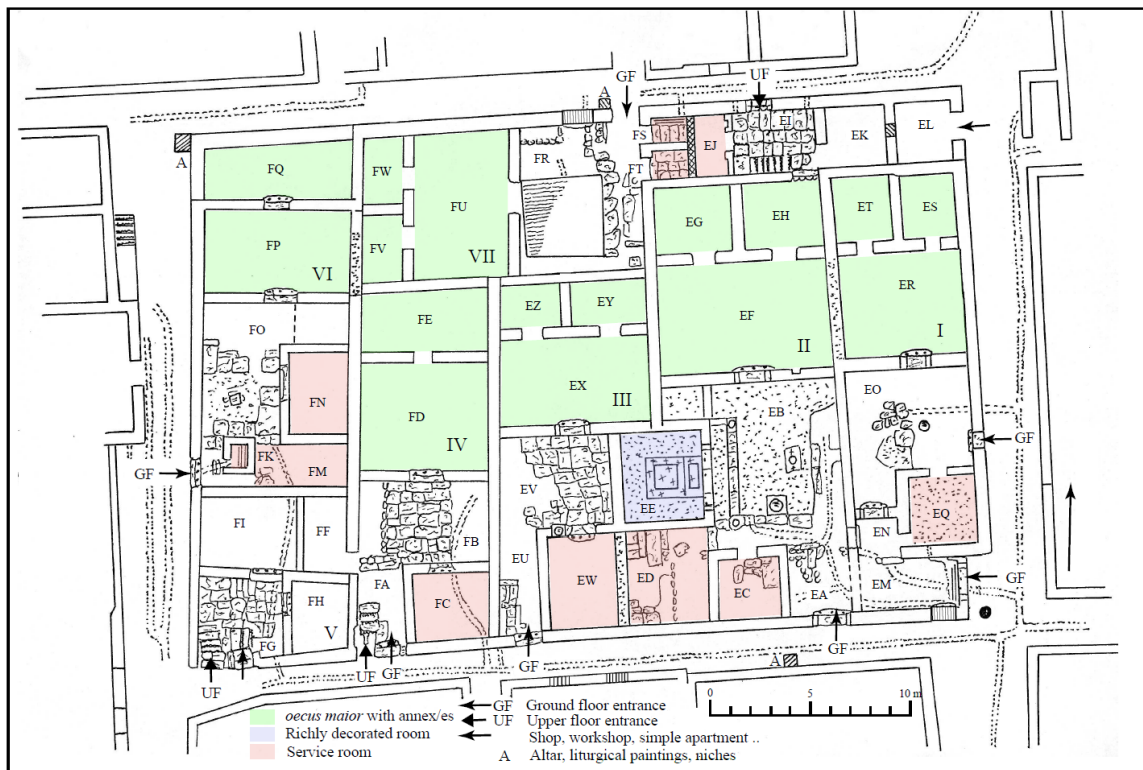 GF UF
A
FS EI
EJ EK EL
FR
A FW FT
FQ FU
EG EH ET ES
FP FV
VI VII
EZ EY ER
FE EF
FO
II I
EX
III EO
FN EB
FD
IV
GF
GF FK FM EV EE
EQ
FI FF FB EN
EU
FA EW ED EC EA EM GF
FH FC
V
FG
UF UF GF GF A GF
0 5 10 m
GF Ground floor entrance
oecus maior with annex/es UF Upper floor entrance
Richly decorated room Shop, workshop, simple apartment ..
Service room A Altar, liturgical paintings, niches